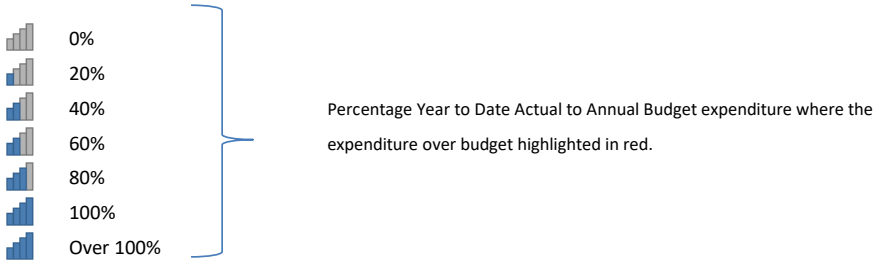 0%
20%
40%
60%
80%
100%
Over 100%
Percentage Year to Date Actual to Annual Budget expenditure where the
expenditure over budget highlighted in red.